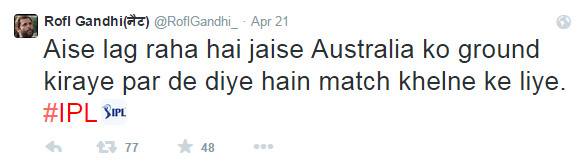 Rofl Gandhi(नैट) @RoflGandhi_ · Apr 21
Aise lag raha hai jaise Australia ko ground
kiraye par de diye hain match khelne ke liye.
#IPL IPL
77 48